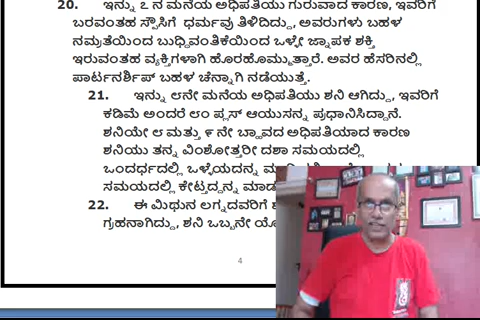 20. ಇನ್ನು ೭ ನ ಮನೆಯ ಅಧಿಪತಿಯು ಗುರುವಾದ ಕಾರಣ, ಇವರಿಗೆ
ಬರವಂತಹ ಸ್ಪೌಸಿಗೆ ಧರ್ಮವು ತಿಳಿದಿದ್ದು, ಅವರುಗಳು ಬಹಳ
ನಮ್ರತೆಯಿಂದ ಬುದ್ಧಿವಂತಿಕೆಯಿಂದ ಒಳ್ಳೇ ಜ್ನಾಪಕ ಶಕ್ತಿ
ಇರುವಂತಹ ವ್ಯಕ್ತಿಗಳಾಗಿ ಹೊರಹೊಮ್ಮುತ್ತಾರೆ. ಅವರ ಹೆಸರಿನಲ್ಲಿ
ಪಾರ್ಟನರ್ಶಿಪ್ ಬಹಳ ಚೆನ್ನಾಗಿ ನಡೆಯುತ್ತೆ.
21. ಇನ್ನು ೮ನೇ ಮನೆಯ ಅಧಿಪತಿಯು ಶನಿ ಆಗಿದ್ದು, ಇವರಿಗೆ
ಕಡಿಮೆ ಅಂದರೆ ೮೦ ಪ್ಲಸ್ ಆಯುಸನ್ನು ಪ್ರಧಾನಿಸಿದ್ದಾನೆ.
ಶನಿಯೇ ೮ ಮತ್ತು ೯ ನೇ ಬ್ಭಾವದ ಅಧಿಪತಿಯಾದ ಕಾರಣ
ಶನಿಯು ತನ್ನ ವಿಂಶೋತ್ತರೀ ದಶಾ ಸಮಯದಲ್ಲಿ
ಒಂದರ್ಧದಲ್ಲಿ ಒಳ್ಳೆಯದನ್ನ
ಸಮಯದಲ್ಲಿ ಕೇಟ್ಟದ್ದನ್ನ
22. ಈ ಮಿಥುನ ಲಗ್ನದವರಿಗೆ
ಗ್ರಹನಾಗಿದ್ದು, ಶನಿ ಒಬ್ಬನೇ
4